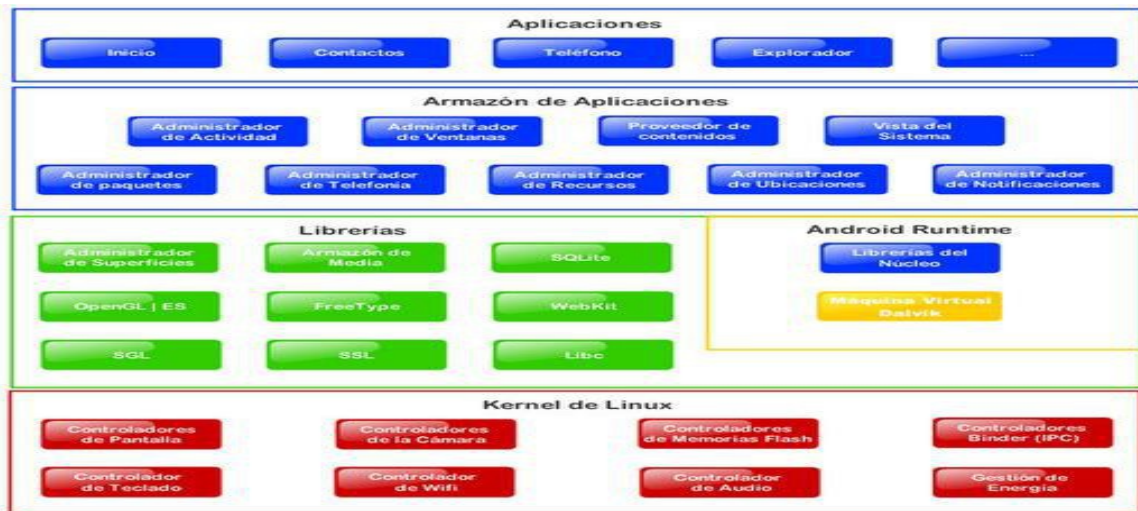 Aplicaciones
Inicio
Contactos
Teléfono
Explorador
...
Armazón de Aplicaciones
Administrador
de Actividad
Administrador
de Ventanas
Proveedor de
contenidos
Vista del
Sistema
Administrador
de paquetes
Administrador
de Telefonía
Administrador
de Recursos
Administrador
de Ubicaciones
Administrador
de Notificaciones
Librerías
Administrador
de Superficies
Armazón de
Media
SQLite
OpenGL | ES
FreeType
WebKit
SGL
SSL
Libc
Android Runtime
Librerías del
Núcleo
Máquina Virtual
Dalvik
Kernel de Linux
Controladores
de Pantalla
Controladores
de la Cámara
Controladores
de Memorias Flash
Controladores
Binder (IPC)
Controlador
de Teclado
Controlador
de Wifi
Controlador
de Audio
Gestión de
Energía